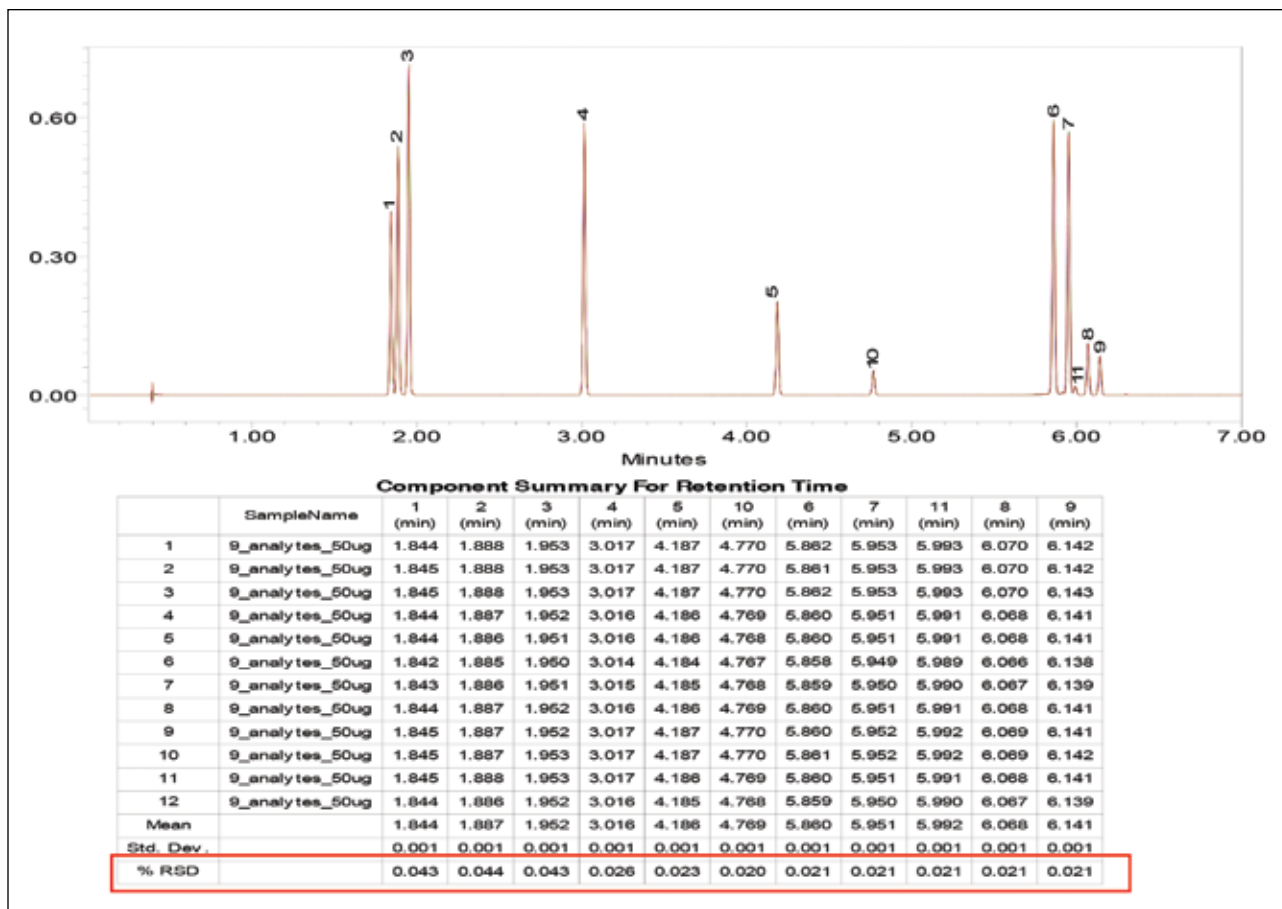 3
0.60
6
4
7
2
1
0.30
5
8
10
9
11
0.00
1.00 2.00 3.00 4.00 5.00 6.00 7.00
Minutes
Component Summary For Retention Time
SampleName 1 (min) 2 (min) 3 (min) 4 (min) 5 (min) 10 (min) 6 (min) 7 (min) 11 (min) 8 (min) 9 (min)
1 9_analytes_50ug 1.844 1.888 1.953 3.017 4.187 4.770 5.862 5.953 5.993 6.070 6.142
2 9_analytes_50ug 1.845 1.888 1.953 3.017 4.187 4.770 5.861 5.953 5.993 6.070 6.142
3 9_analytes_50ug 1.845 1.888 1.953 3.017 4.187 4.770 5.862 5.953 5.993 6.070 6.143
4 9_analytes_50ug 1.844 1.887 1.952 3.016 4.186 4.769 5.860 5.951 5.991 6.068 6.141
5 9_analytes_50ug 1.844 1.886 1.951 3.016 4.186 4.768 5.860 5.951 5.991 6.068 6.141
6 9_analytes_50ug 1.842 1.885 1.950 3.014 4.184 4.767 5.858 5.949 5.989 6.066 6.138
7 9_analytes_50ug 1.843 1.886 1.951 3.015 4.185 4.768 5.859 5.950 5.990 6.067 6.139
8 9_analytes_50ug 1.844 1.887 1.952 3.016 4.186 4.769 5.860 5.951 5.991 6.068 6.141
9 9_analytes_50ug 1.845 1.887 1.952 3.017 4.187 4.770 5.860 5.952 5.992 6.069 6.141
10 9_analytes_50ug 1.845 1.887 1.953 3.017 4.187 4.770 5.861 5.952 5.992 6.069 6.142
11 9_analytes_50ug 1.845 1.888 1.953 3.017 4.186 4.769 5.860 5.951 5.991 6.068 6.141
12 9_analytes_50ug 1.844 1.886 1.952 3.016 4.185 4.768 5.859 5.950 5.990 6.067 6.139
Mean 1.844 1.887 1.952 3.016 4.186 4.769 5.860 5.951 5.992 6.068 6.141
Std. Dev. 0.001 0.001 0.001 0.001 0.001 0.001 0.001 0.001 0.001 0.001 0.001
% RSD 0.043 0.044 0.043 0.026 0.023 0.020 0.021 0.021 0.021 0.021 0.021